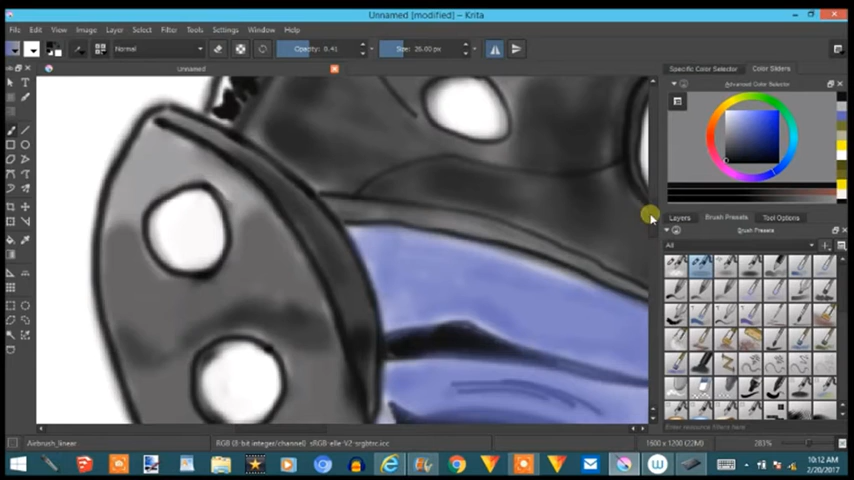 Unnamed [modified] – Krita
File Edit View Image Layer Select Filter Tools Settings Window Help
Normal Opacity: 0.41 Size: 26.00 px
Unnamed Specific Color Selector Color Sliders
Advanced Color Selector
Layers Brush Presets Tool Options
Brush Presets
All
Enter resource filters here
Airbrush_linear RGB (8-bit integer/channel) sRGB-elle-V2-srgbtrc.icc 1600 x 1200 (22M) 283%
10:12 AM
2/20/2017